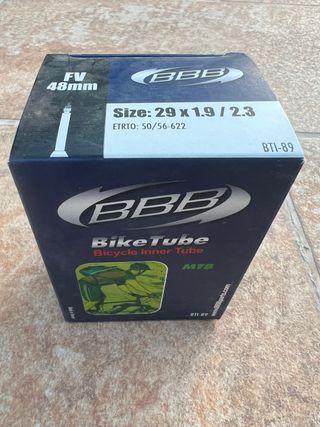 FV
48mm
BBB
Size: 29 x 1.9 / 2.3
ETRTO: 50/56-622
BTI-89
BBB
BikeTube
Bicycle Inner Tube
MTB
BTI-89